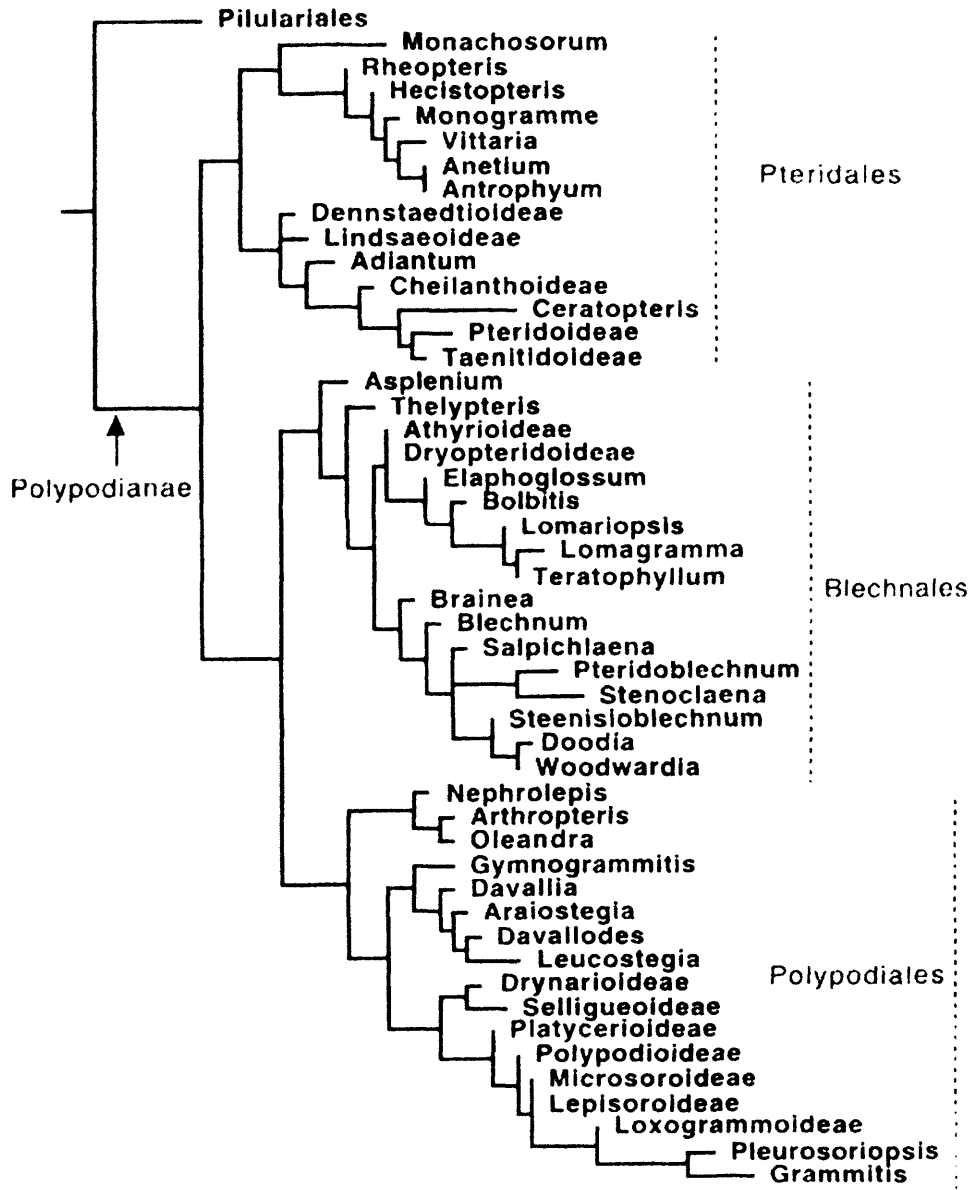 Pilulariales
Monachosorum
Rheopteris
Hecistopteris
Monogramme
Vittaria
Anetium
Antrophyum
Pteridales
Dennstaedtioideae
Lindsaeoideae
Adiantum
Cheilanthoideae
Ceratopteris
Pteridoideae
Taenitidoideae
Asplenium
Thelypteris
Athyrioideae
Dryopteridoideae
Elaphoglossum
Polypodianae
Bolbitis
Lomariopsis
Lomagramma
Teratophyllum
Blechnales
Brainea
Blechnum
Salpichlaena
Pteridoblechnum
Stenoclaena
Steenisioblechnum
Doodia
Woodwardia
Nephrolepis
Arthropteris
Oleandra
Gymnogrammitis
Davallia
Araiostegia
Davallodes
Leucostegia
Polypodiales
Drynarioideae
Selligueoideae
Platycerioideae
Polypodioideae
Microsoroideae
Lepisoroideae
Loxogrammoideae
Pleurosoriopsis
Grammitis